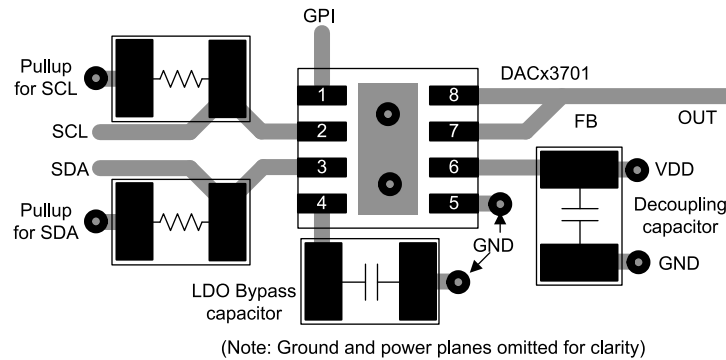 GPI
Pullup
for SCL
DACx3701
1
8
SCL
2
7
FB
OUT
SDA
3
6
VDD
4
5
Decoupling
capacitor
Pullup
for SDA
GND
GND
LDO Bypass
capacitor
(Note: Ground and power planes omitted for clarity)